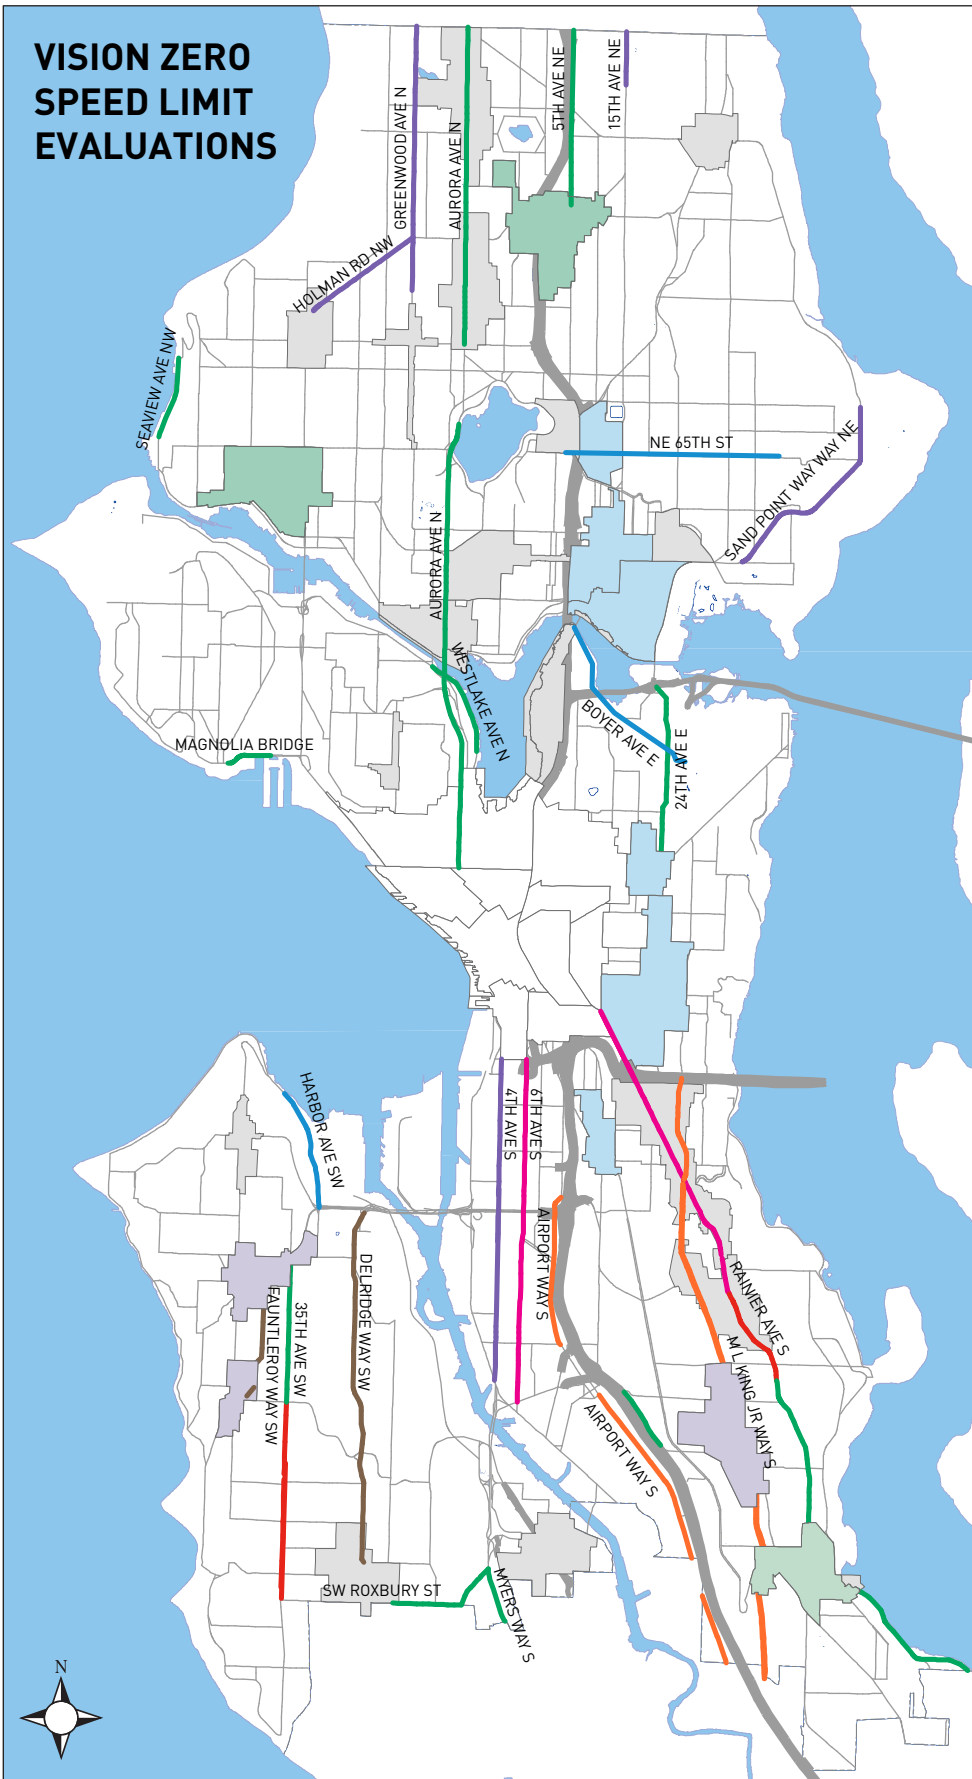 VISION ZERO
SPEED LIMIT
EVALUATIONS
GREENWOOD AVE N
AURORA AVE N
5TH AVE NE
15TH AVE NE
HOLMAN RD NW
SEAVIEW AVE NW
NE 65TH ST
SAND POINT WAY WAY NE
AURORA AVE N
WESTLAKE AVE N
BOYER AVE E
MAGNOLIA BRIDGE
24TH AVE E
HARBOR AVE SW
4TH AVE S
6TH AVE S
AIRPORT WAY S
DELRIDGE WAY SW
RAINIER AVE S
FAUNTLEROY WAY SW
35TH AVE SW
M L KING JR WAY S
AIRPORT WAY S
SW ROXBURY ST
MYERS WAY S
N